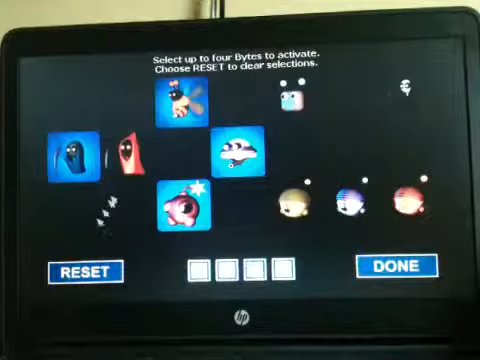 Select up to four Bytes to activate.
Choose RESET to clear selections.
RESET
DONE
hp